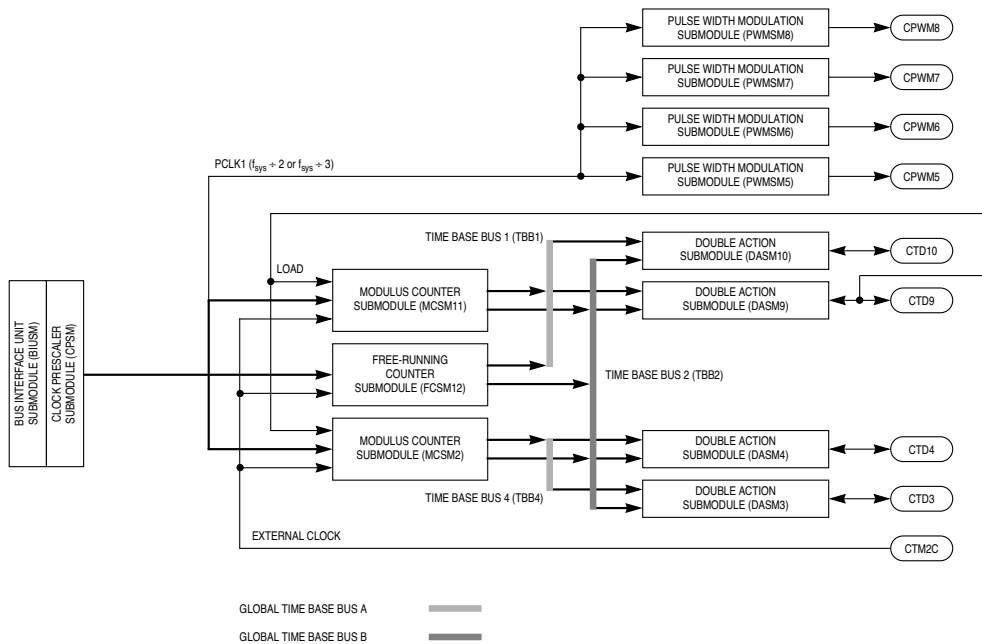 PULSE WIDTH MODULATION
SUBMODULE (PWMSM8)
CPWM8
PULSE WIDTH MODULATION
SUBMODULE (PWMSM7)
CPWM7
PULSE WIDTH MODULATION
SUBMODULE (PWMSM6)
CPWM6
PCLK1 (fsys ÷ 2 or fsys ÷ 3)
PULSE WIDTH MODULATION
SUBMODULE (PWMSM5)
CPWM5
TIME BASE BUS 1 (TBB1)
DOUBLE ACTION
SUBMODULE (DASM10)
CTD10
LOAD
MODULUS COUNTER
SUBMODULE (MCSM11)
DOUBLE ACTION
SUBMODULE (DASM9)
CTD9
BUS INTERFACE UNIT
SUBMODULE (BIUSM)
CLOCK PRESCALER
SUBMODULE (CPSM)
FREE-RUNNING
COUNTER
SUBMODULE (FCSM12)
TIME BASE BUS 2 (TBB2)
MODULUS COUNTER
SUBMODULE (MCSM2)
DOUBLE ACTION
SUBMODULE (DASM4)
CTD4
TIME BASE BUS 4 (TBB4)
DOUBLE ACTION
SUBMODULE (DASM3)
CTD3
EXTERNAL CLOCK
CTM2C
GLOBAL TIME BASE BUS A
GLOBAL TIME BASE BUS B